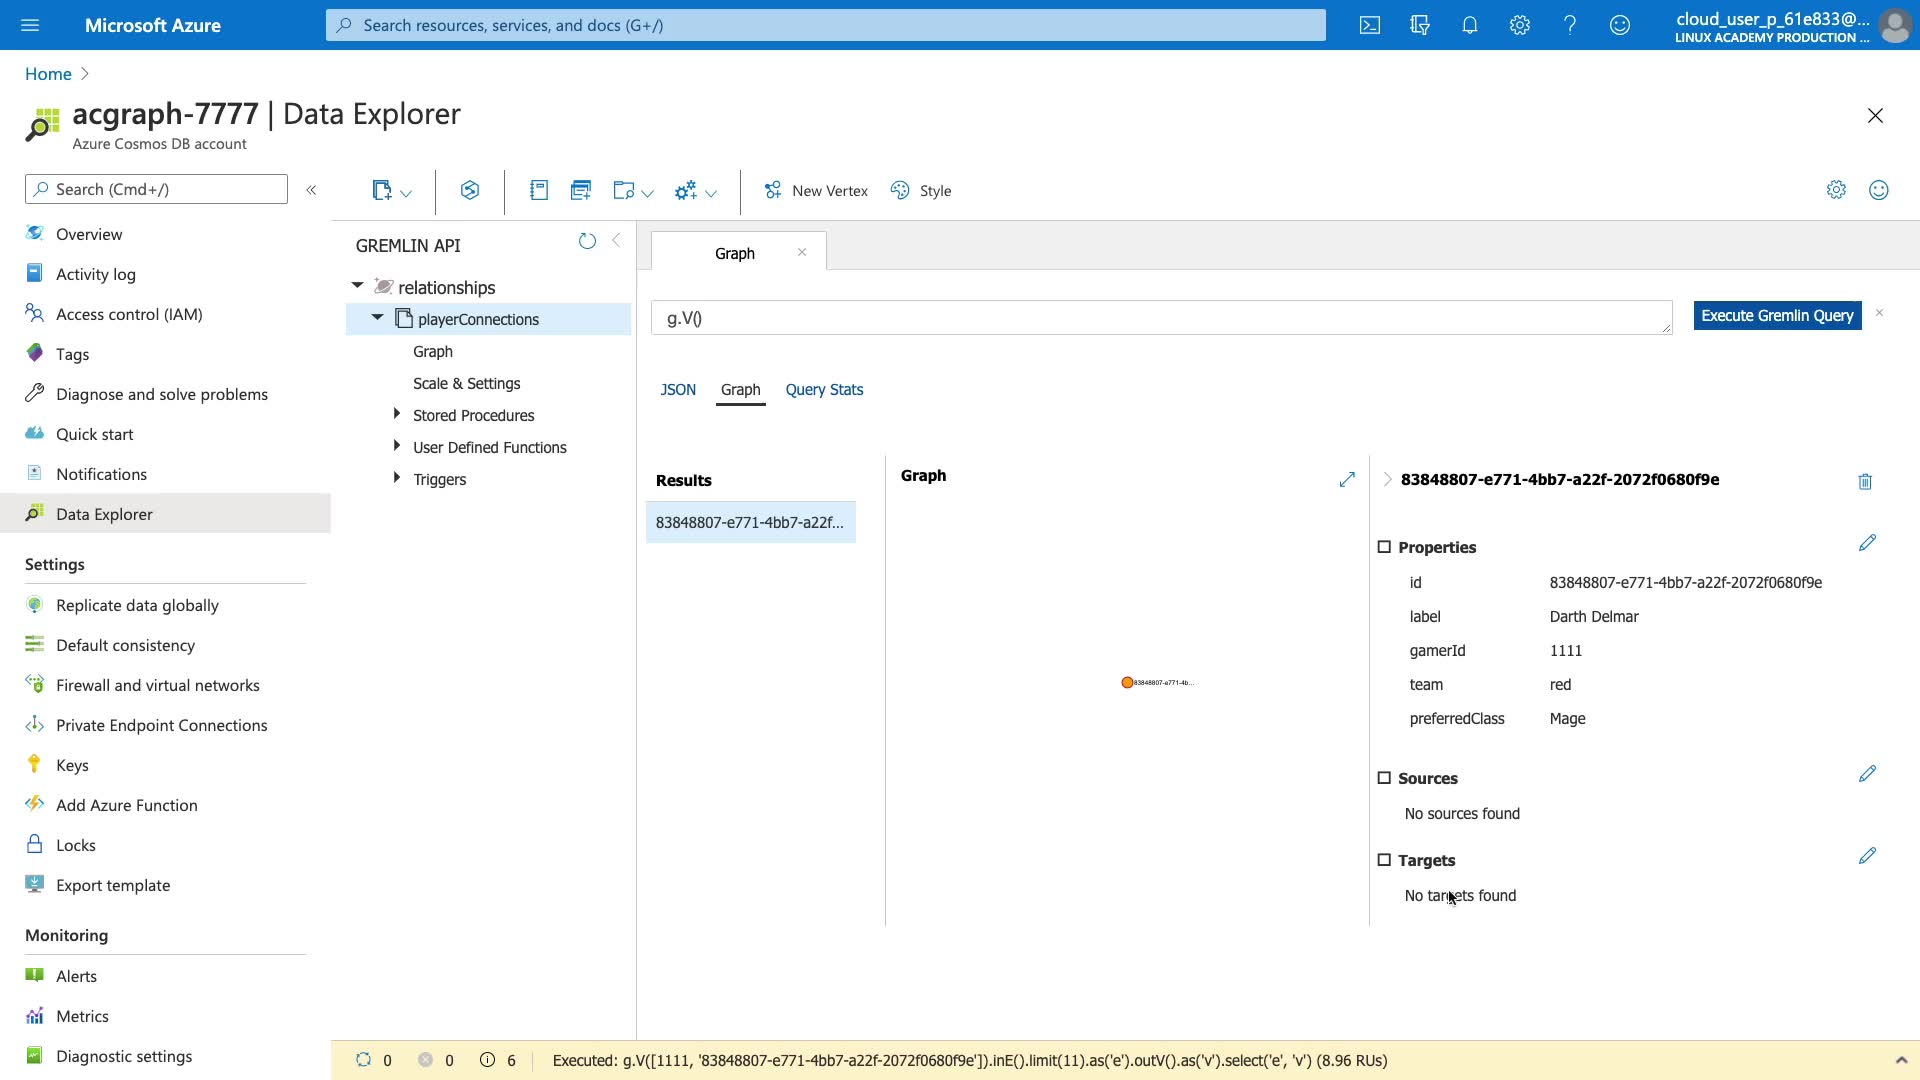 Microsoft Azure
Search resources, services, and docs (G+/)
cloud_user_p_61e833@...
LINUX ACADEMY PRODUCTION ...
Home
acgraph-7777 | Data Explorer
Azure Cosmos DB account
Search (Cmd+/)
«
New Vertex
Style
Overview
Activity log
Access control (IAM)
Tags
Diagnose and solve problems
Quick start
Notifications
Data Explorer
Settings
Replicate data globally
Default consistency
Firewall and virtual networks
Private Endpoint Connections
Keys
Add Azure Function
Locks
Export template
Monitoring
Alerts
Metrics
Diagnostic settings
GREMLIN API
relationships
playerConnections
Graph
Scale & Settings
Stored Procedures
User Defined Functions
Triggers
Graph
g.V()
Execute Gremlin Query
JSON
Graph
Query Stats
Results
83848807-e771-4bb7-a22f...
Graph
83848807-e771-4b...
83848807-e771-4bb7-a22f-2072f0680f9e
Properties
id 83848807-e771-4bb7-a22f-2072f0680f9e
label Darth Delmar
gamerId 1111
team red
preferredClass Mage
Sources
No sources found
Targets
No targets found
0 0 6 Executed: g.V([1111, '83848807-e771-4bb7-a22f-2072f0680f9e']).inE().limit(11).as('e').outV().as('v').select('e', 'v') (8.96 RUs)